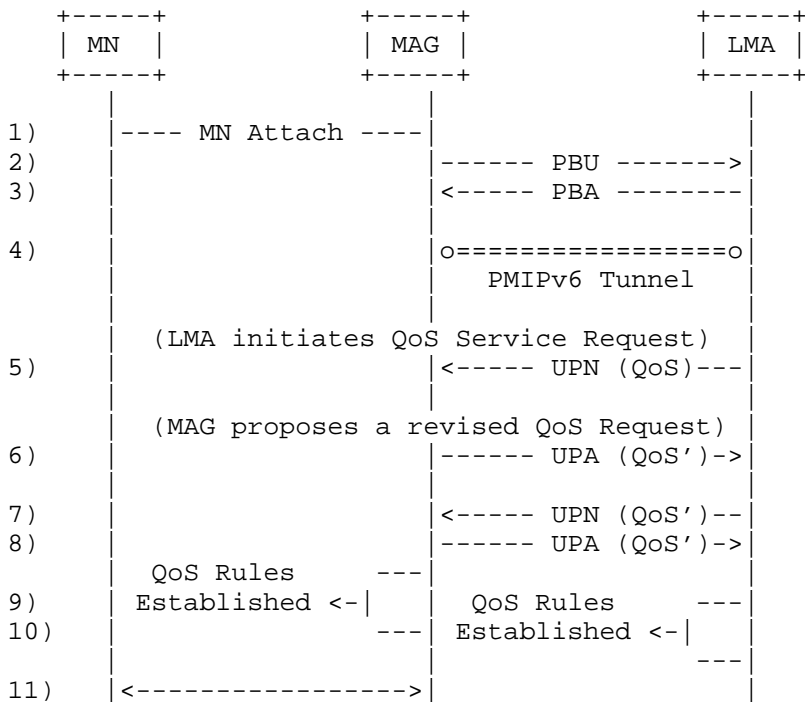 MN MAG LMA
1) MN Attach
2) PBU
3) PBA
4)
PMIPv6 Tunnel
(LMA initiates QoS Service Request)
5) UPN (QoS)
(MAG proposes a revised QoS Request)
6) UPA (QoS')
7) UPN (QoS')
8) UPA (QoS')
QoS Rules
9) Established QoS Rules
10) Established
11)